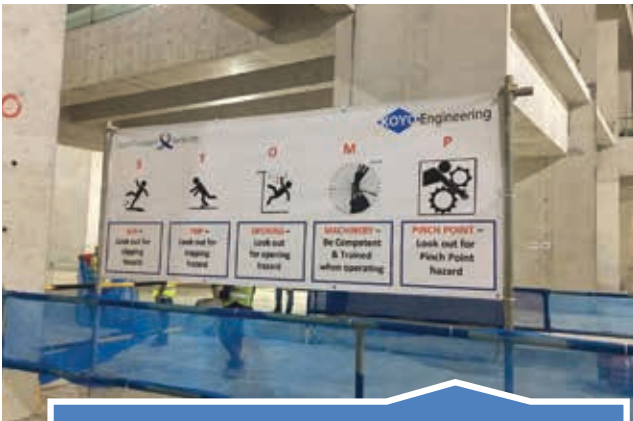 KOYO Engineering
S T O M P
SLIP –
Look out for
slipping
hazard
TRIP –
Look out for
tripping
hazard
OPENING –
Look out
for opening
hazard
MACHINERY –
Be Competent
& Trained
when operating
PINCH POINT –
Look out for
Pinch Point
hazard